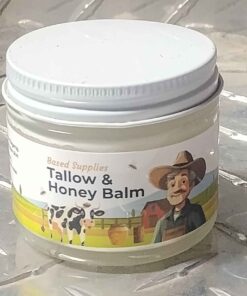 Based Supplies
Tallow &
Honey Balm